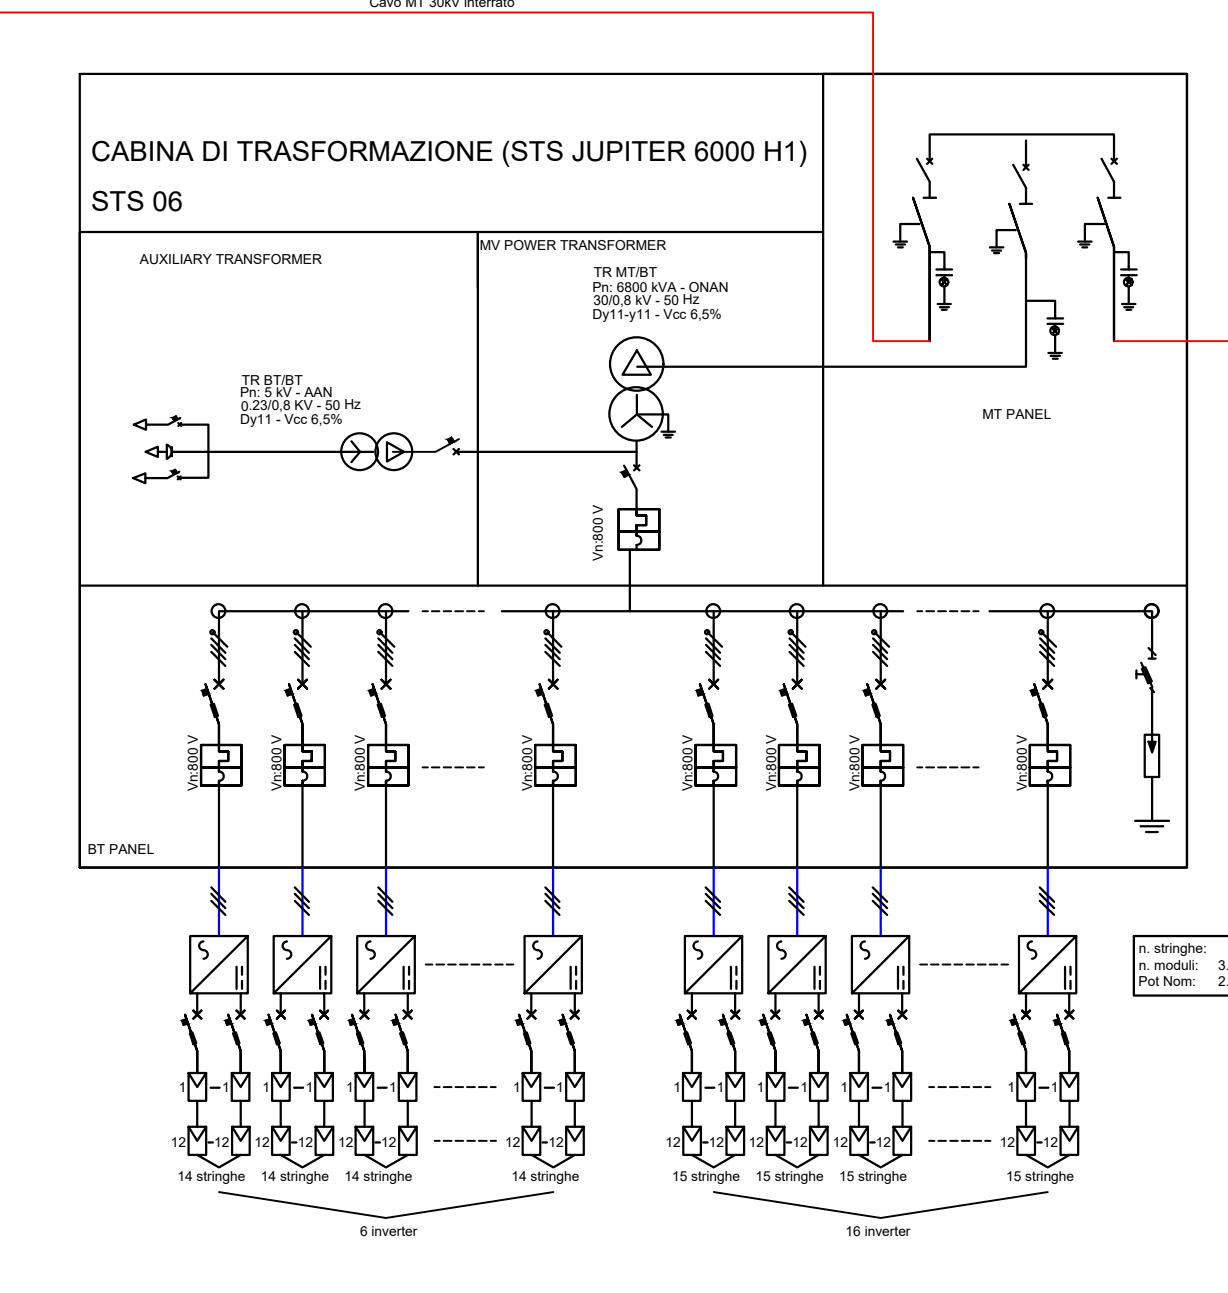 Cavo MT 30kV interrato
CABINA DI TRASFORMAZIONE (STS JUPITER 6000 H1)
STS 06
AUXILIARY TRANSFORMER
MV POWER TRANSFORMER
TR MT/BT
Pn: 6800 kVA - ONAN
30/0,8 kV - 50 Hz
Dy11-y11 - Vcc 6,5%
TR BT/BT
Pn: 5 kV - AAN
0.23/0,8 KV - 50 Hz
Dy11 - Vcc 6,5%
MT PANEL
Vn:800 V
Vn:800 V
Vn:800 V
Vn:800 V
Vn:800 V
Vn:800 V
Vn:800 V
Vn:800 V
Vn:800 V
BT PANEL
n. stringhe:
n. moduli: 3.
Pot Nom: 2.
1 1 1 1 1 1 1 1 1 1 1 1 1 1 1 1
12 12 12 12 12 12 12 12 12 12 12 12 12 12 12 12
14 stringhe 14 stringhe 14 stringhe 14 stringhe 15 stringhe 15 stringhe 15 stringhe 15 stringhe
6 inverter 16 inverter